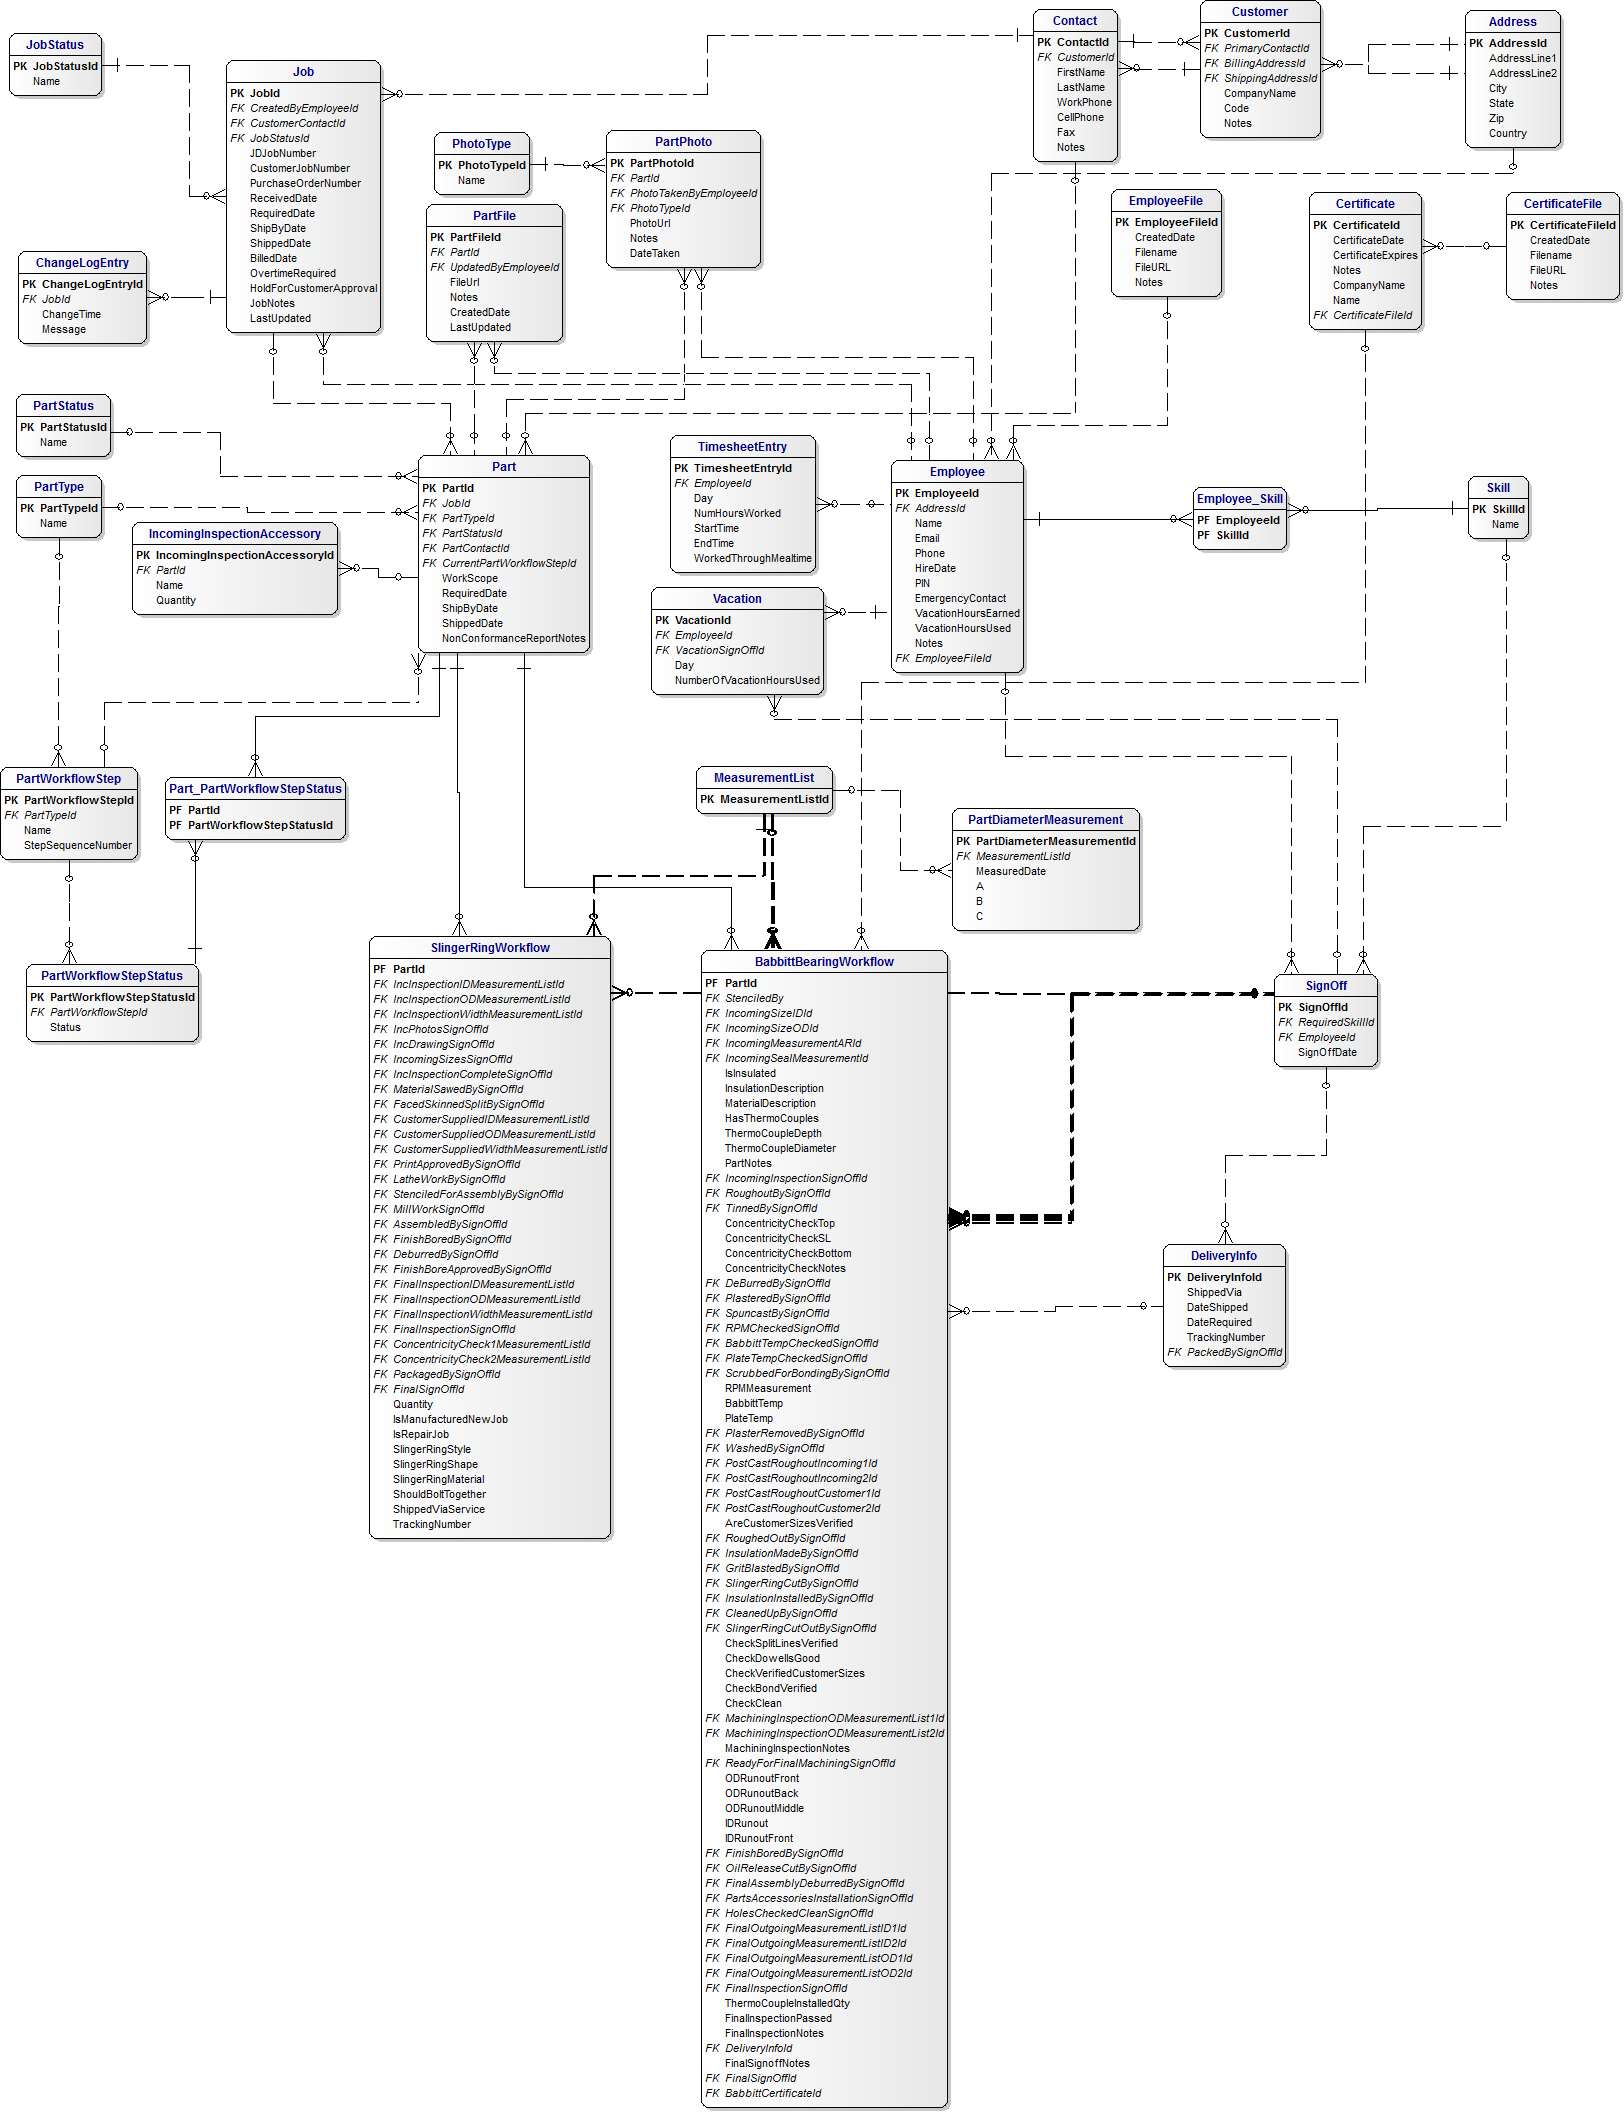 JobStatus
PK JobStatusId
Name
Job
PK JobId
FK CreatedByEmployeeId
FK CustomerContactId
FK JobStatusId
JDJobNumber
CustomerJobNumber
PurchaseOrderNumber
ReceivedDate
RequiredDate
ShipByDate
ShippedDate
BilledDate
OvertimeRequired
HoldForCustomerApproval
JobNotes
LastUpdated
Contact
PK ContactId
FK CustomerId
FirstName
LastName
WorkPhone
CellPhone
Fax
Notes
Customer
PK CustomerId
FK PrimaryContactId
FK BillingAddressId
FK ShippingAddressId
CompanyName
Code
Notes
Address
PK AddressId
AddressLine1
AddressLine2
City
State
Zip
Country
PhotoType
PK PhotoTypeId
Name
PartPhoto
PK PartPhotoId
FK PartId
FK PhotoTakenByEmployeeId
FK PhotoTypeId
PhotoUrl
Notes
DateTaken
PartFile
PK PartFileId
FK PartId
FK UpdatedByEmployeeId
FileUrl
Notes
CreatedDate
LastUpdated
EmployeeFile
PK EmployeeFileId
CreatedDate
Filename
FileURL
Notes
Certificate
PK CertificateId
CertificateDate
CertificateExpires
Notes
CompanyName
Name
FK CertificateFileId
CertificateFile
PK CertificateFileId
CreatedDate
Filename
FileURL
Notes
ChangeLogEntry
PK ChangeLogEntryId
FK JobId
ChangeTime
Message
PartStatus
PK PartStatusId
Name
PartType
PK PartTypeId
Name
IncomingInspectionAccessory
PK IncomingInspectionAccessoryId
FK PartId
Name
Quantity
Part
PK PartId
FK JobId
FK PartTypeId
FK PartStatusId
FK PartContactId
FK CurrentPartWorkflowStepId
WorkScope
RequiredDate
ShipByDate
ShippedDate
NonConformanceReportNotes
TimesheetEntry
PK TimesheetEntryId
FK EmployeeId
Day
NumHoursWorked
StartTime
EndTime
WorkedThroughMealtime
Vacation
PK VacationId
FK EmployeeId
FK VacationSignOffId
Day
NumberOfVacationHoursUsed
Employee
PK EmployeeId
FK AddressId
Name
Email
Phone
HireDate
PIN
EmergencyContact
VacationHoursEarned
VacationHoursUsed
Notes
FK EmployeeFileId
Employee_Skill
PF EmployeeId
PF SkillId
Skill
PK SkillId
Name
PartWorkflowStep
PK PartWorkflowStepId
FK PartTypeId
Name
StepSequenceNumber
Part_PartWorkflowStepStatus
PF PartId
PF PartWorkflowStepStatusId
PartWorkflowStepStatus
PK PartWorkflowStepStatusId
FK PartWorkflowStepId
Status
MeasurementList
PK MeasurementListId
PartDiameterMeasurement
PK PartDiameterMeasurementId
FK MeasurementListId
MeasuredDate
A
B
C
SlingerRingWorkflow
PF PartId
FK IncInspectionIDMeasurementListId
FK IncInspectionODMeasurementListId
FK IncInspectionWidthMeasurementListId
FK IncPhotosSignOffId
FK IncDrawingSignOffId
FK IncomingSizesSignOffId
FK IncInspectionCompleteSignOffId
FK MaterialSawedBySignOffId
FK FacedSkinnedSplitBySignOffId
FK CustomerSuppliedIDMeasurementListId
FK CustomerSuppliedODMeasurementListId
FK CustomerSuppliedWidthMeasurementListId
FK PrintApprovedBySignOffId
FK LatheWorkBySignOffId
FK StenciledForAssemblyBySignOffId
FK MillWorkSignOffId
FK AssembledBySignOffId
FK FinishBoredBySignOffId
FK DeburredBySignOffId
FK FinishBoreApprovedBySignOffId
FK FinalInspectionIDMeasurementListId
FK FinalInspectionODMeasurementListId
FK FinalInspectionWidthMeasurementListId
FK FinalInspectionSignOffId
FK ConcentricityCheck1MeasurementListId
FK ConcentricityCheck2MeasurementListId
FK PackagedBySignOffId
FK FinalSignOffId
Quantity
IsManufacturedNewJob
IsRepairJob
SlingerRingStyle
SlingerRingShape
SlingerRingMaterial
ShouldBoltTogether
ShippedViaService
TrackingNumber
BabbittBearingWorkflow
PF PartId
FK StenciledBy
FK IncomingSizeIDId
FK IncomingSizeODId
FK IncomingMeasurementARId
FK IncomingSealMeasurementId
IsInsulated
InsulationDescription
MaterialDescription
HasThermoCouples
ThermoCoupleDepth
ThermoCoupleDiameter
PartNotes
FK IncomingInspectionSignOffId
FK RoughoutBySignOffId
FK TinnedBySignOffId
ConcentricityCheckTop
ConcentricityCheckSL
ConcentricityCheckBottom
ConcentricityCheckNotes
FK DeBurredBySignOffId
FK PlasteredBySignOffId
FK SpuncastBySignOffId
FK RPMCheckedSignOffId
FK BabbittTempCheckedSignOffId
FK PlateTempCheckedSignOffId
FK ScrubbedForBondingBySignOffId
RPMMeasurement
BabbittTemp
PlateTemp
FK PlasterRemovedBySignOffId
FK WashedBySignOffId
FK PostCastRoughoutIncoming1Id
FK PostCastRoughoutIncoming2Id
FK PostCastRoughoutCustomer1Id
FK PostCastRoughoutCustomer2Id
AreCustomerSizesVerified
FK RoughedOutBySignOffId
FK InsulationMadeBySignOffId
FK GritBlastedBySignOffId
FK SlingerRingCutBySignOffId
FK InsulationInstalledBySignOffId
FK CleanedUpBySignOffId
FK SlingerRingCutOutBySignOffId
CheckSplitLinesVerified
CheckDowellsGood
CheckVerifiedCustomerSizes
CheckBondVerified
CheckClean
FK MachiningInspectionODMeasurementList1Id
FK MachiningInspectionODMeasurementList2Id
MachiningInspectionNotes
FK ReadyForFinalMachiningSignOffId
ODRunoutFront
ODRunoutBack
ODRunoutMiddle
IDRunout
IDRunoutFront
FK FinishBoredBySignOffId
FK OilReleaseCutBySignOffId
FK FinalAssemblyDeburredBySignOffId
FK PartsAccessoriesInstallationSignOffId
FK HolesCheckedCleanSignOffId
FK FinalOutgoingMeasurementListID1Id
FK FinalOutgoingMeasurementListID2Id
FK FinalOutgoingMeasurementListOD1Id
FK FinalOutgoingMeasurementListOD2Id
FK FinalInspectionSignOffId
ThermoCoupleInstalledQty
FinalInspectionPassed
FinalInspectionNotes
FK DeliveryInfoId
FinalSignoffNotes
FK FinalSignOffId
FK BabbittCertificateId
SignOff
PK SignOffId
FK RequiredSkillId
FK EmployeeId
SignOffDate
DeliveryInfo
PK DeliveryInfoId
ShippedVia
DateShipped
DateRequired
TrackingNumber
FK PackedBySignOffId